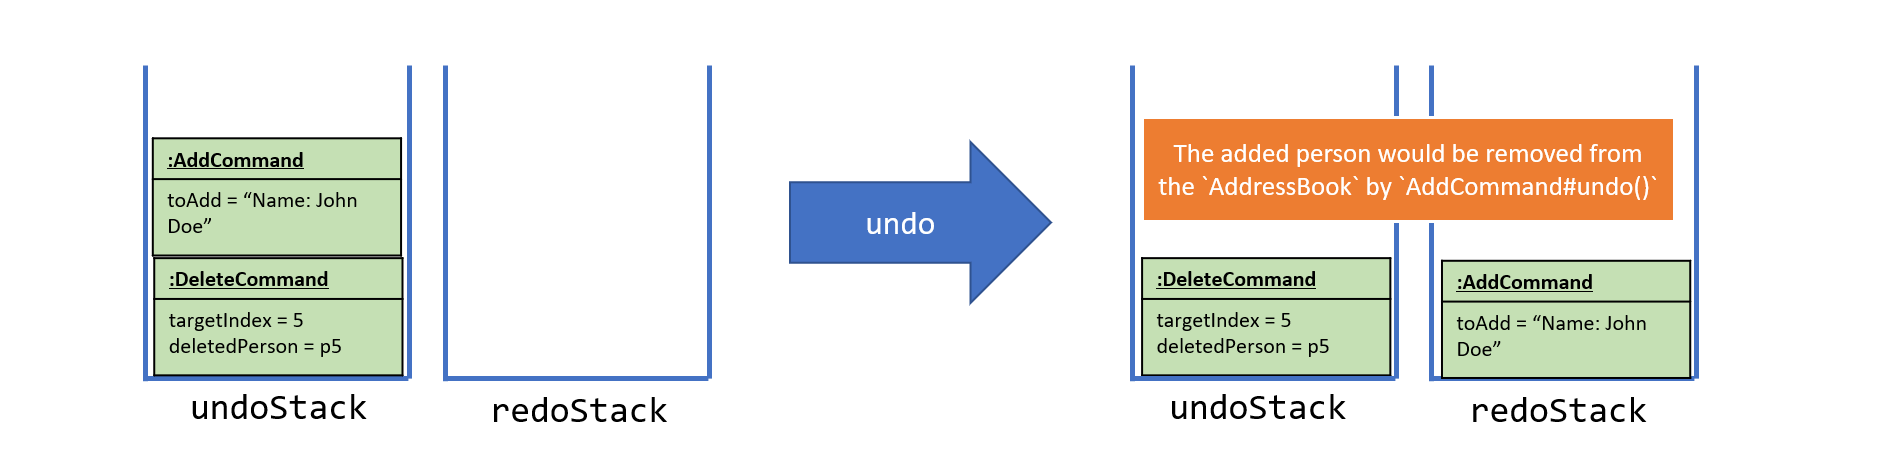 :AddCommand
toAdd = “Name: John
Doe”
:DeleteCommand
targetIndex = 5
deletedPerson = p5
undoStack
redoStack
undo
The added person would be removed from
the `AddressBook` by `AddCommand#undo()`
:DeleteCommand
targetIndex = 5
deletedPerson = p5
:AddCommand
toAdd = “Name: John
Doe”
undoStack
redoStack